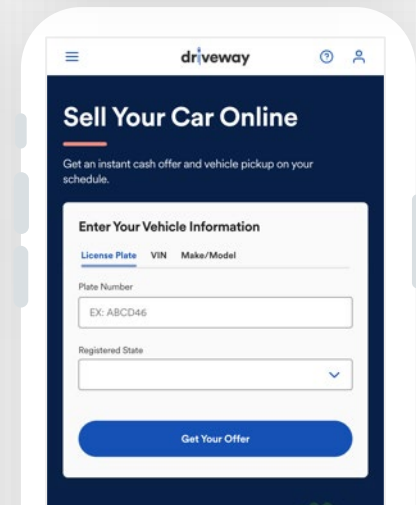 driveway
Sell Your Car Online
Get an instant cash offer and vehicle pickup on your
schedule.
Enter Your Vehicle Information
License Plate VIN Make/Model
Plate Number
EX: ABCD46
Registered State
Get Your Offer